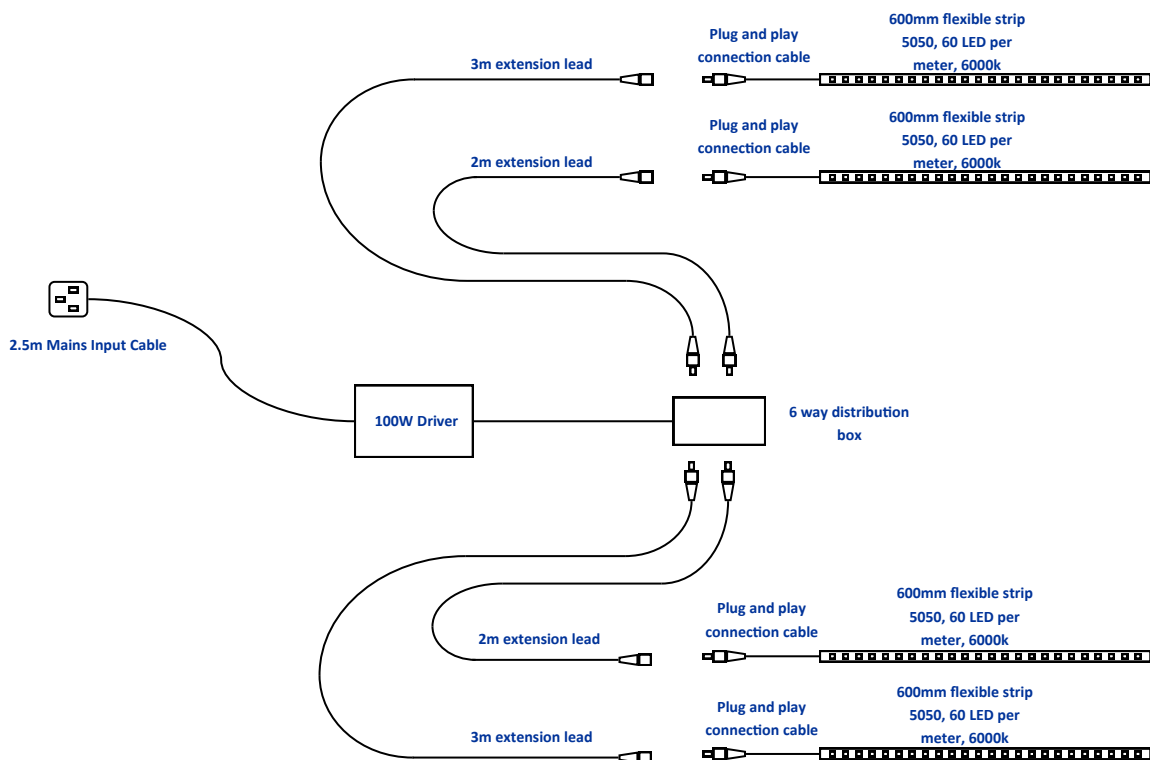 600mm flexible strip
5050, 60 LED per
meter, 6000k
Plug and play
connection cable
3m extension lead
600mm flexible strip
5050, 60 LED per
meter, 6000k
Plug and play
connection cable
2m extension lead
2.5m Mains Input Cable
100W Driver
6 way distribution
box
600mm flexible strip
5050, 60 LED per
meter, 6000k
Plug and play
connection cable
2m extension lead
600mm flexible strip
5050, 60 LED per
meter, 6000k
Plug and play
connection cable
3m extension lead